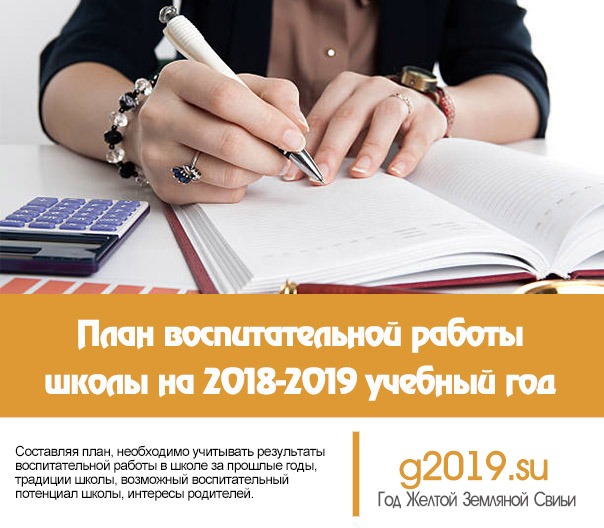 План воспитательной работы
школы на 2018-2019 учебный год
Составляя план, необходимо учитывать результаты
воспитательной работы в школе за прошлые годы,
традиции школы, возможный воспитательный
потенциал школы, интересы родителей.
g2019.su
Год Желтой Земляной Свиьи